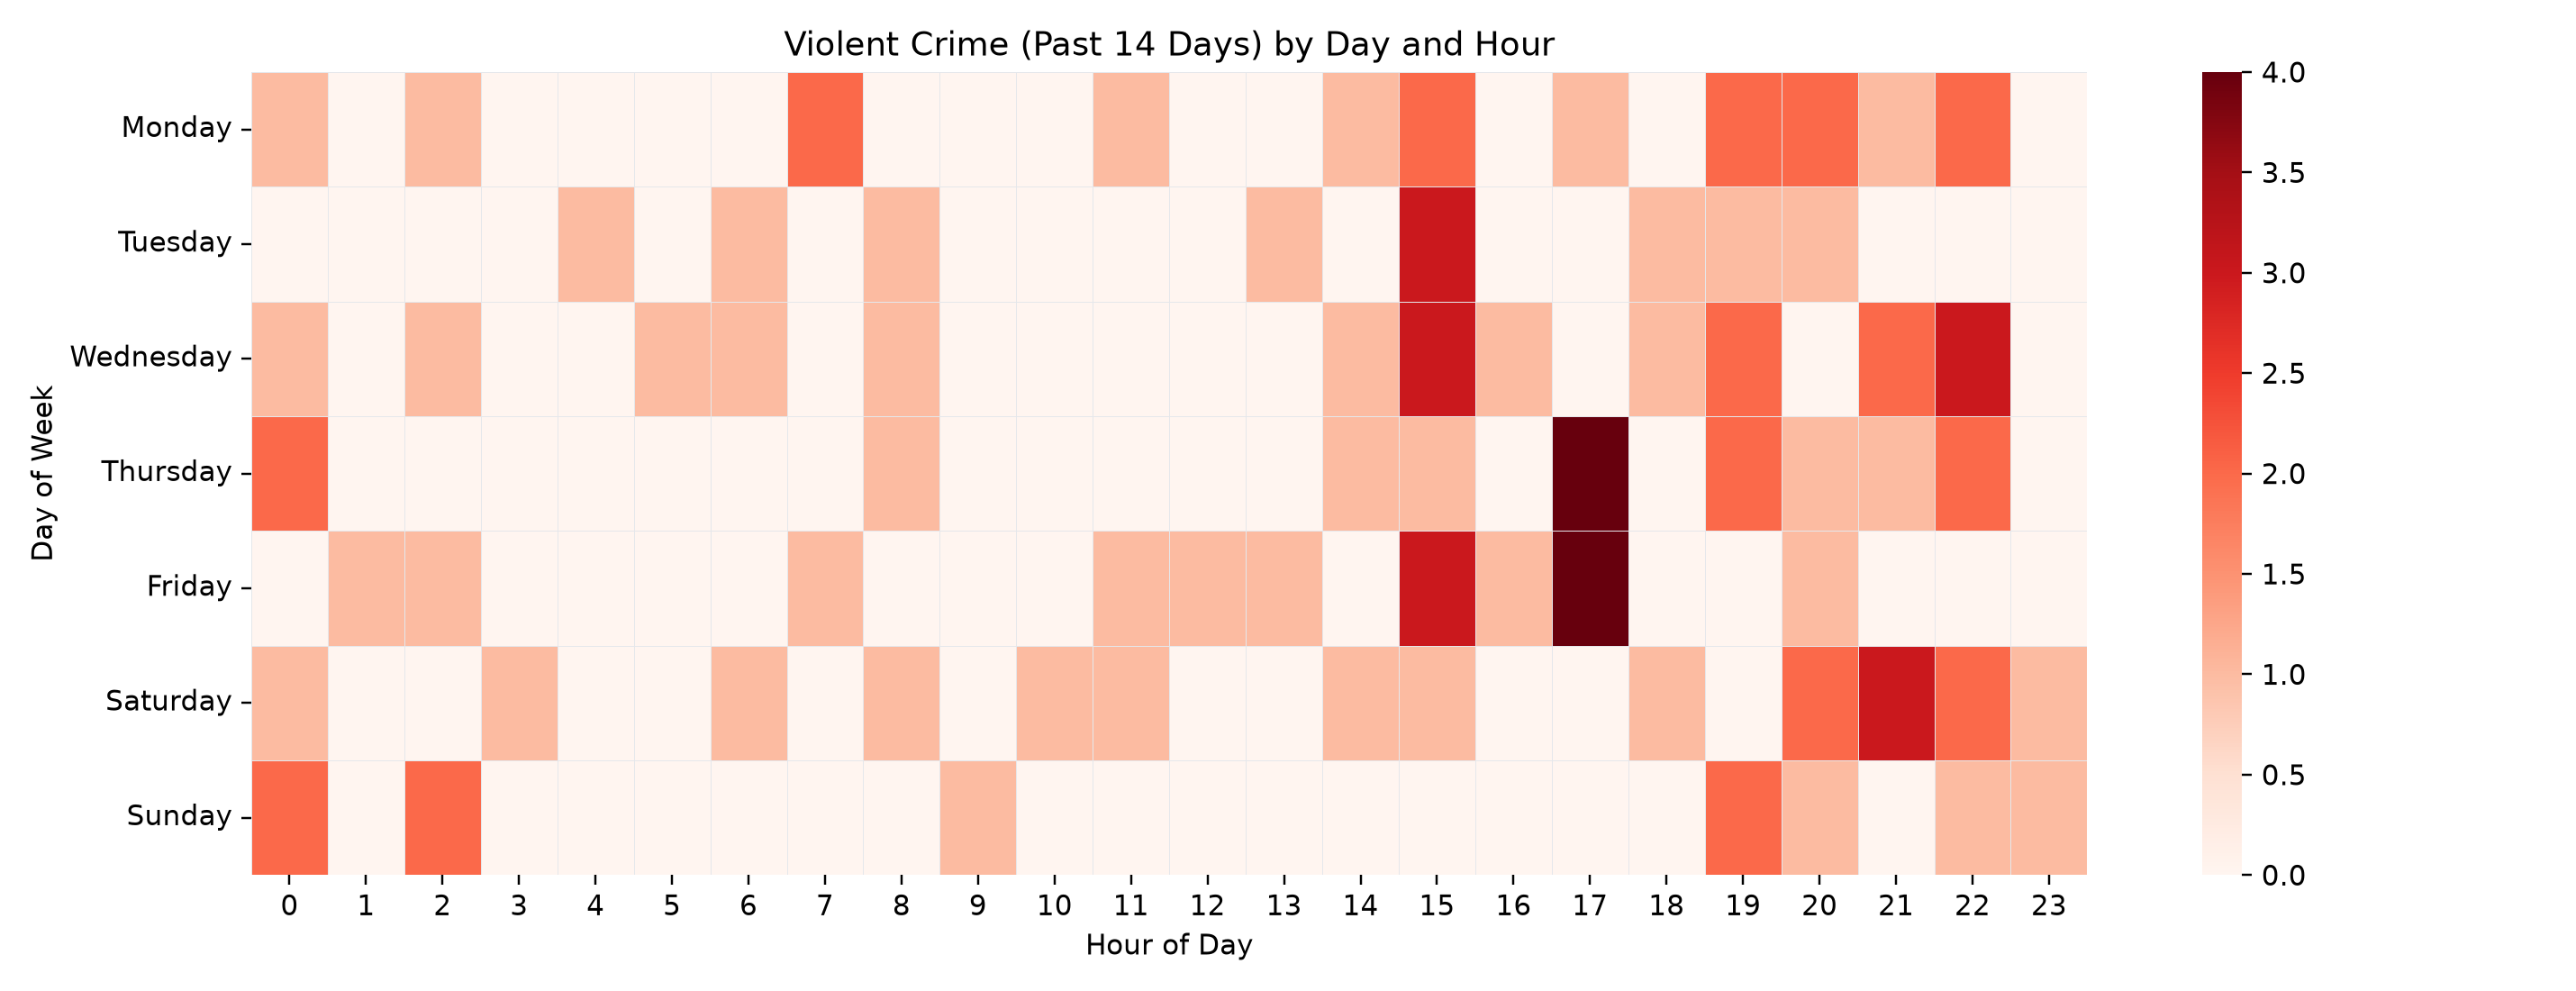 Violent Crime (Past 14 Days) by Day and Hour
Day of Week
Monday
Tuesday
Wednesday
Thursday
Friday
Saturday
Sunday
0 1 2 3 4 5 6 7 8 9 10 11 12 13 14 15 16 17 18 19 20 21 22 23
Hour of Day
4.0
3.5
3.0
2.5
2.0
1.5
1.0
0.5
0.0